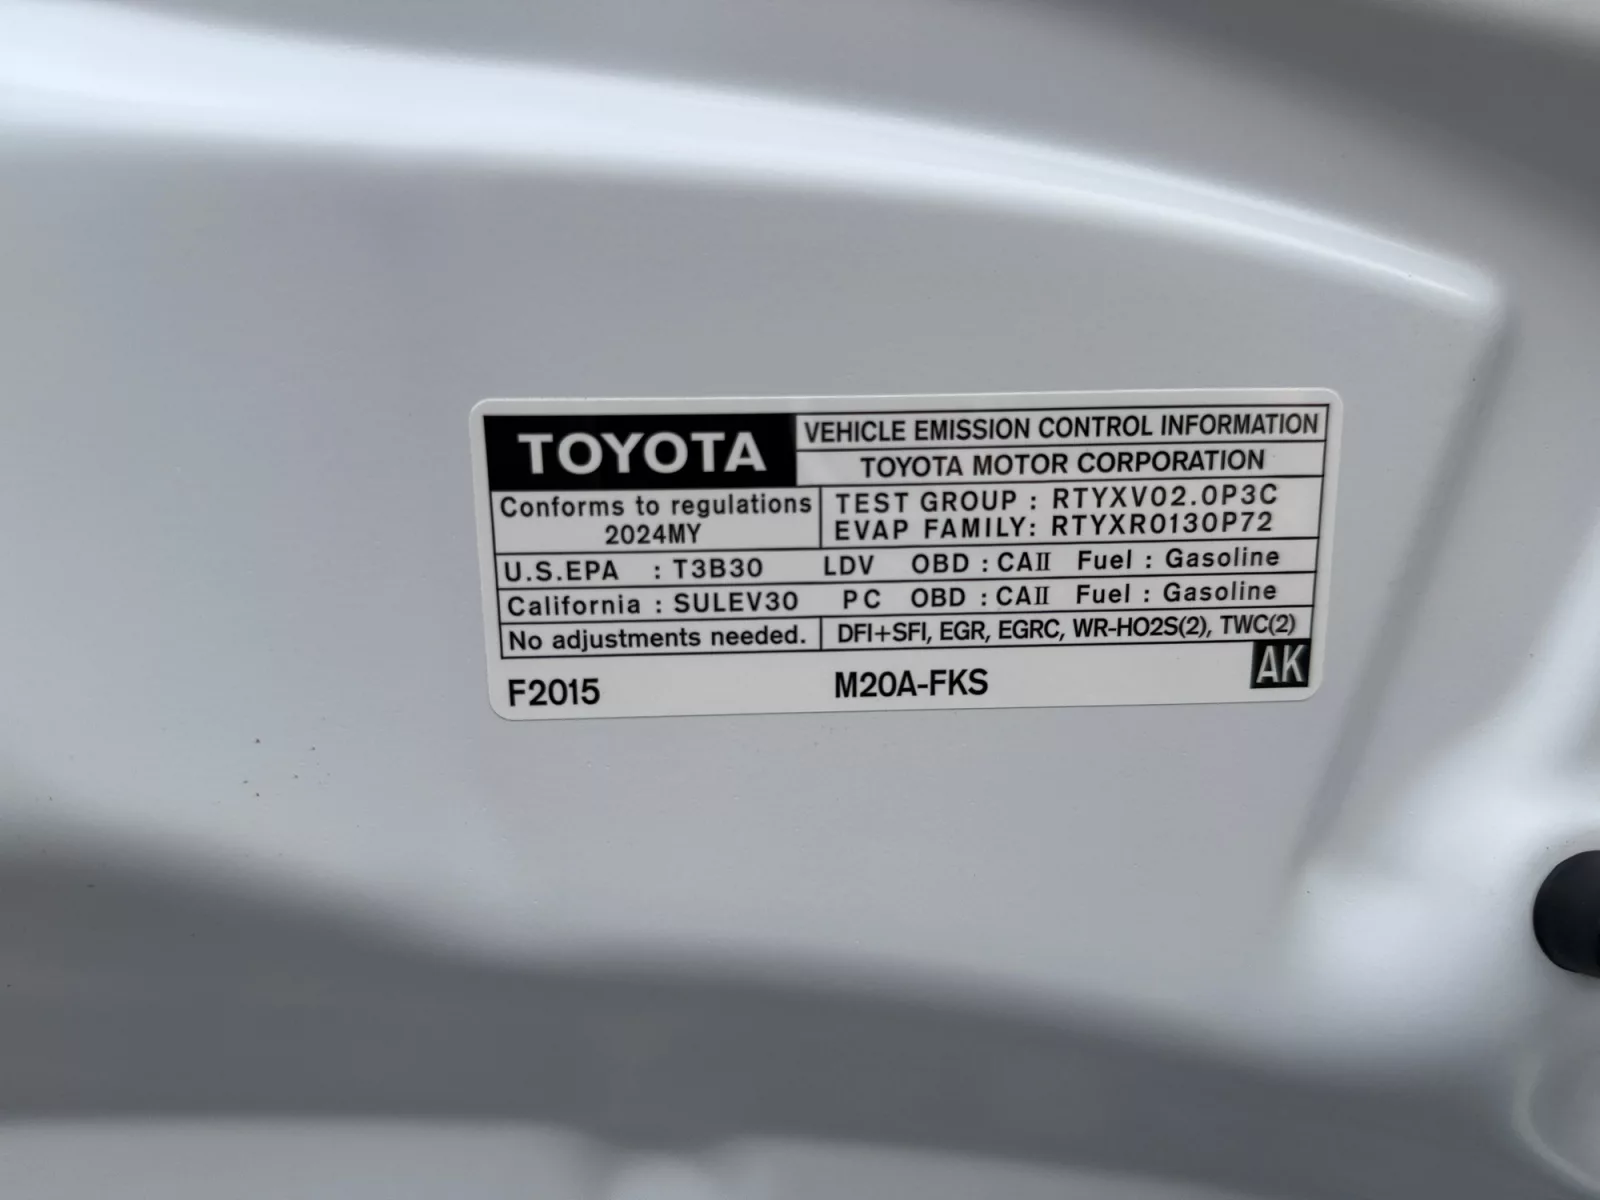 TOYOTA
VEHICLE EMISSION CONTROL INFORMATION
TOYOTA MOTOR CORPORATION
Conforms to regulations
2024MY
TEST GROUP : RTYXV02.0P3C
EVAP FAMILY: RTYXR0130P72
U.S.EPA : T3B30 LDV OBD : CAII Fuel : Gasoline
California : SULEV30 PC OBD : CAII Fuel : Gasoline
No adjustments needed. DFI+SFI, EGR, EGRC, WR-HO2S(2), TWC(2)
F2015 M20A-FKS AK